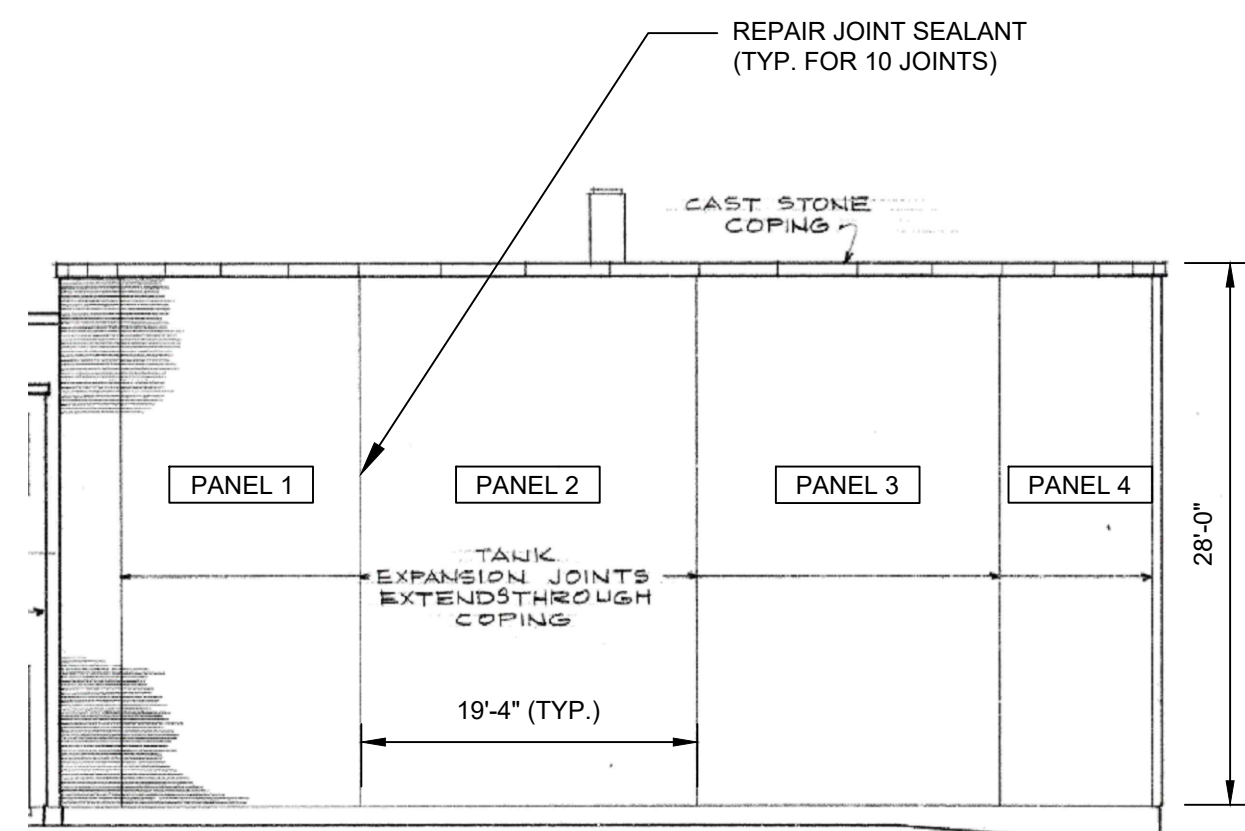 REPAIR JOINT SEALANT
(TYP. FOR 10 JOINTS)
CAST STONE
COPING
PANEL 1
PANEL 2
PANEL 3
PANEL 4
28'-0"
TANK
EXPANSION JOINTS
EXTENDSTHROUGH
COPING
19'-4" (TYP.)